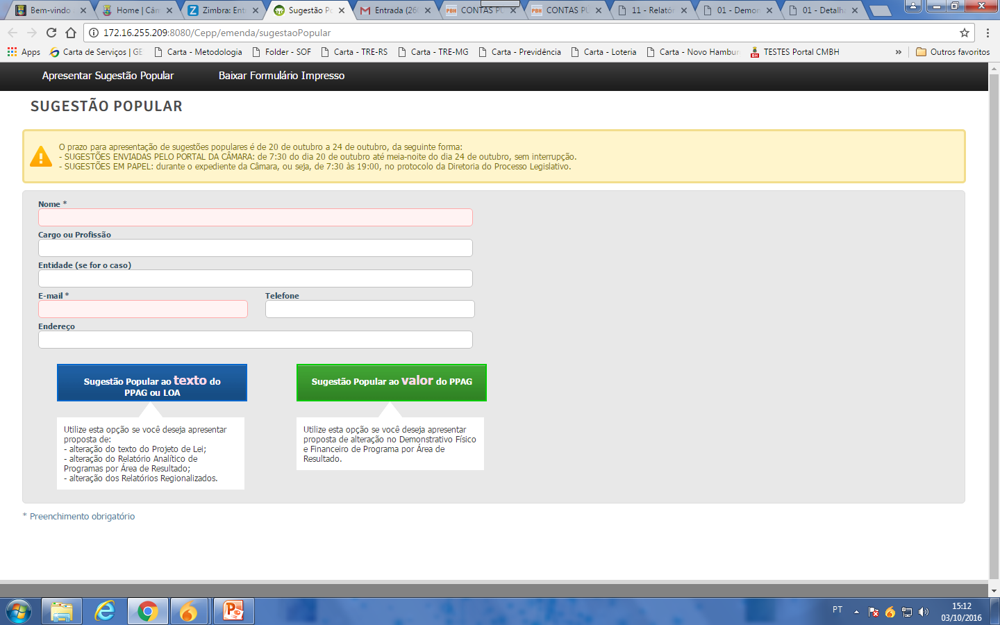 Bem-vindo
Home | Câm
Zimbra: Ent
Sugestão Po
Entrada (26
CONTAS PÚ
CONTAS PÚ
11 - Relatór
01 - Demon
01 - Detalha
172.16.255.209:8080/Cepp/emenda/sugestaoPopular
Apps
Carta de Serviços | GE
Carta - Metodologia
Folder - SOF
Carta - TRE-RS
Carta - TRE-MG
Carta - Previdência
Carta - Loteria
Carta - Novo Hambur
TESTES Portal CMBH
»
Outros favoritos
Apresentar Sugestão Popular
Baixar Formulário Impresso
SUGESTÃO POPULAR
O prazo para apresentação de sugestões populares é de 20 de outubro a 24 de outubro, da seguinte forma:
- SUGESTÕES ENVIADAS PELO PORTAL DA CÂMARA: de 7:30 do dia 20 de outubro até meia-noite do dia 24 de outubro, sem interrupção.
- SUGESTÕES EM PAPEL: durante o expediente da Câmara, ou seja, de 7:30 às 19:00, no protocolo da Diretoria do Processo Legislativo.
Nome *
Cargo ou Profissão
Entidade (se for o caso)
E-mail *
Telefone
Endereço
Sugestão Popular ao texto do
PPAG ou LOA
Utilize esta opção se você deseja apresentar
proposta de:
- alteração do texto do Projeto de Lei;
- alteração do Relatório Analítico de
Programas por Área de Resultado;
- alteração dos Relatórios Regionalizados.
Sugestão Popular ao valor do PPAG
Utilize esta opção se você deseja apresentar
proposta de alteração no Demonstrativo Físico
e Financeiro de Programa por Área de
Resultado.
* Preenchimento obrigatório
PT
15:12
03/10/2016